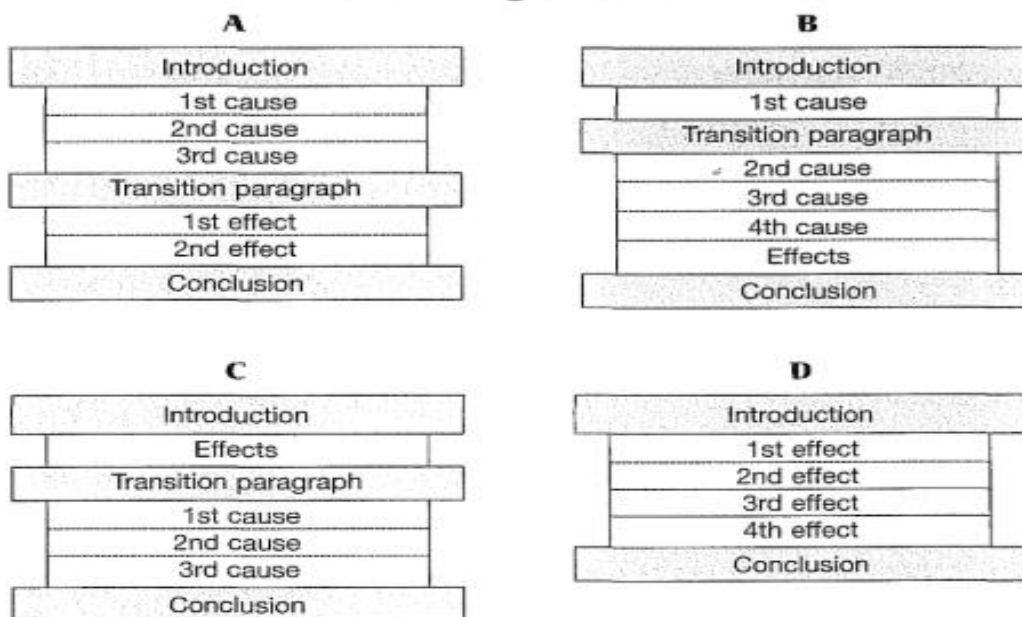 A
Introduction
1st cause
2nd cause
3rd cause
Transition paragraph
1st effect
2nd effect
Conclusion
B
Introduction
1st cause
Transition paragraph
2nd cause
3rd cause
4th cause
Effects
Conclusion
C
Introduction
Effects
Transition paragraph
1st cause
2nd cause
3rd cause
Conclusion
D
Introduction
1st effect
2nd effect
3rd effect
4th effect
Conclusion